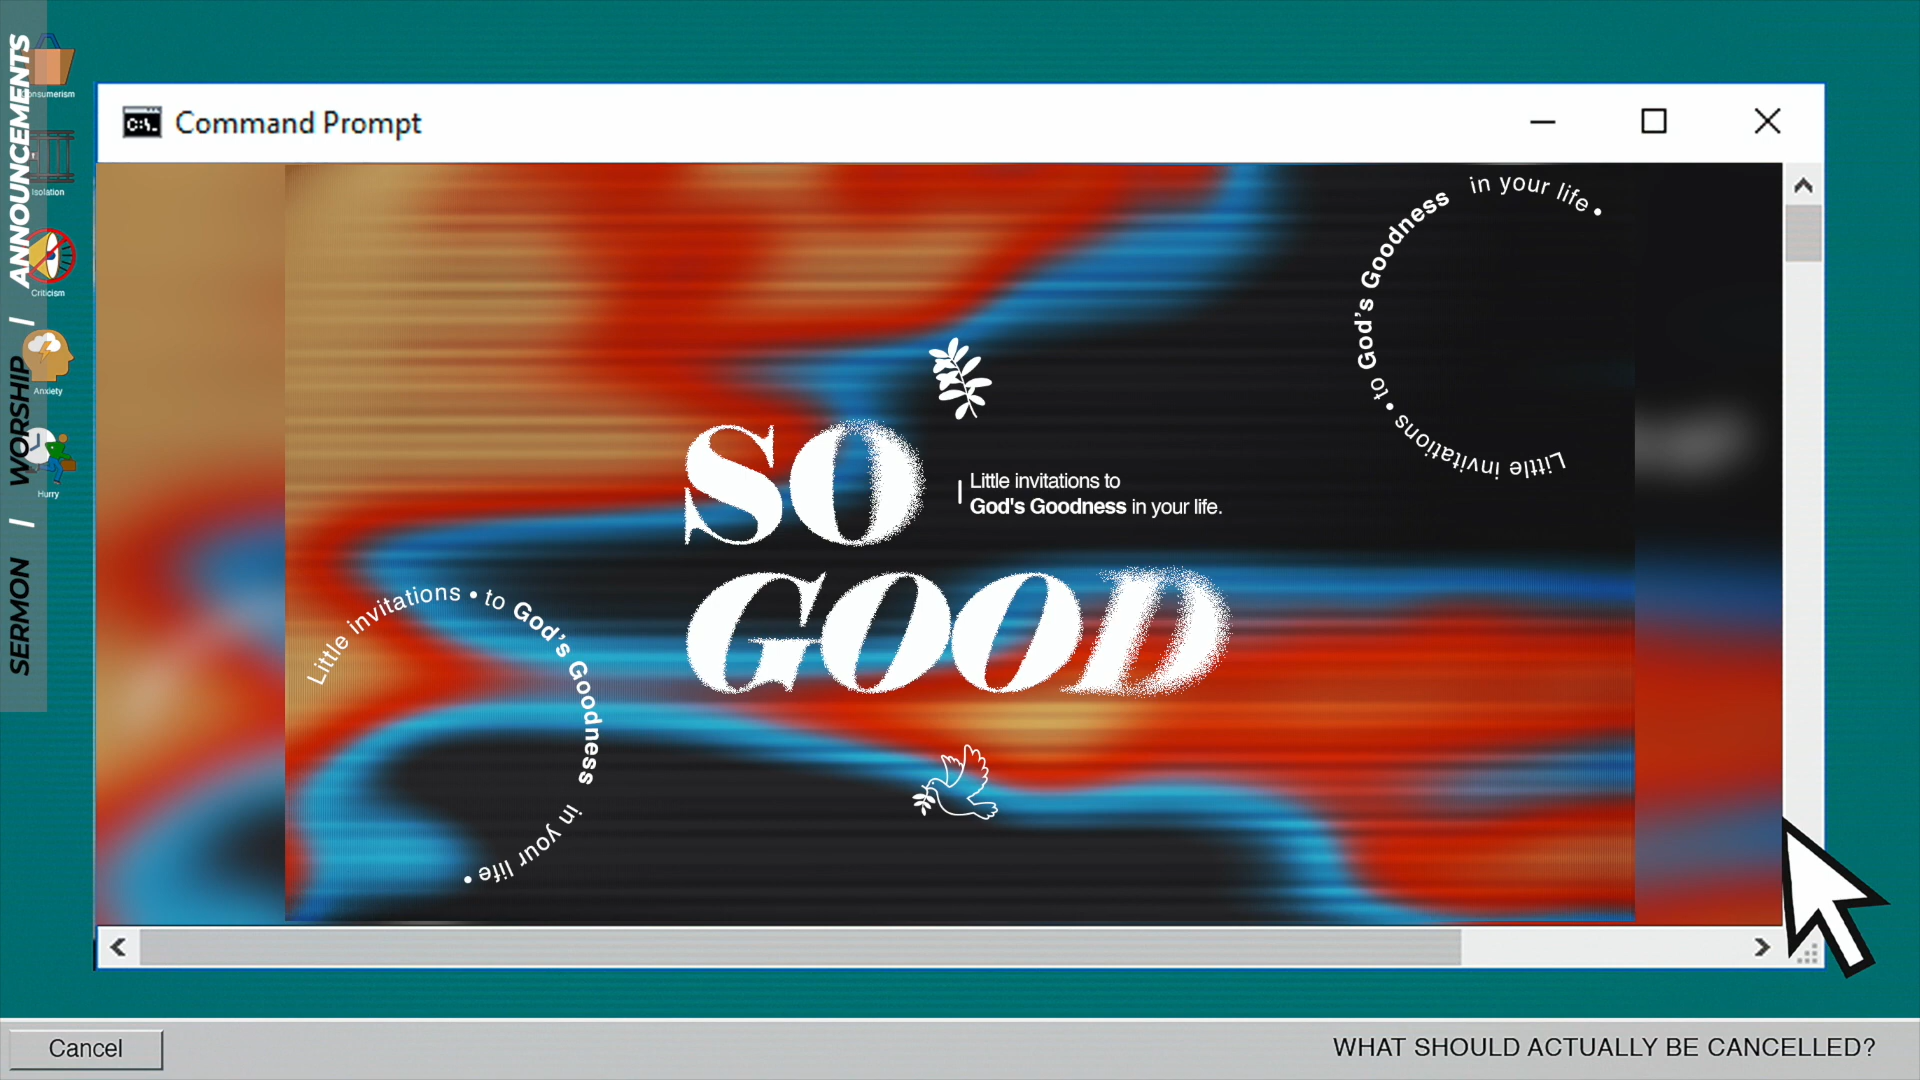 ANNOUNCEMENTS
|
WORSHIP
|
SERMON
Consumerism
Isolation
Criticism
Anxiety
Hurry
C:\.
Command Prompt
Little invitations • to God's Goodness in your life •
SO
Little invitations to
God's Goodness in your life.
GOOD
Little invitations • to God's Goodness in your life •
Cancel
WHAT SHOULD ACTUALLY BE CANCELLED?